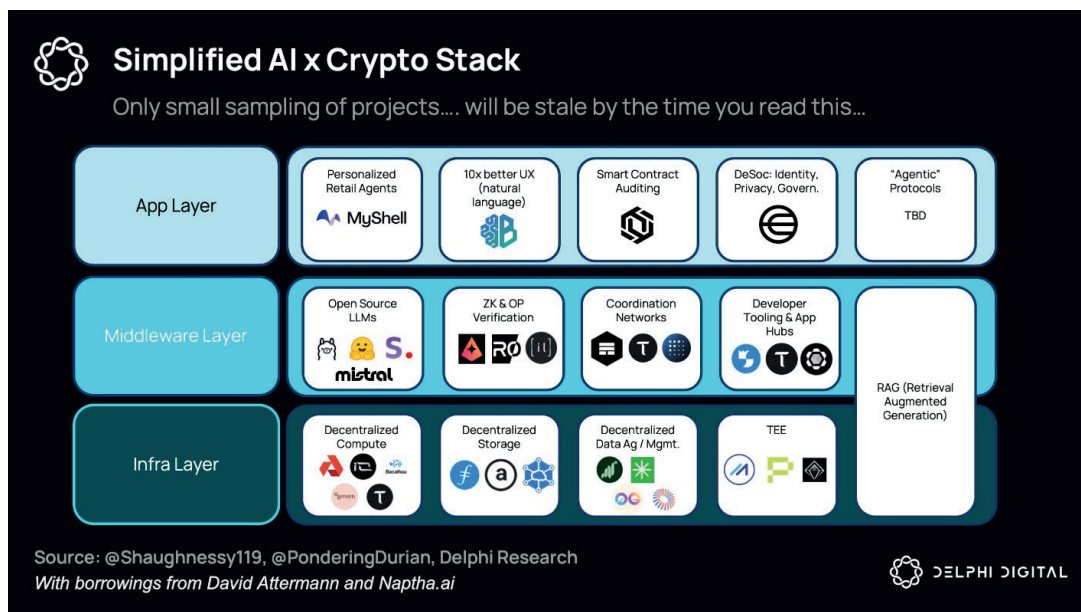 Simplified AI x Crypto Stack
Only small sampling of projects.... will be stale by the time you read this...
App Layer
Personalized
Retail Agents
MyShell
10x better UX
(natural
language)
Smart Contract
Auditing
DeSoc: Identity,
Privacy, Govern.
"Agentic"
Protocols
TBD
Middleware Layer
Open Source
LLMs
S.
mistral
ZK & OP
Verification
RØ
Coordination
Networks
Developer
Tooling & App
Hubs
RAG (Retrieval
Augmented
Generation)
Infra Layer
Decentralized
Compute
Bacalhau
gensyn
Decentralized
Storage
a
Decentralized
Data Ag / Mgmt.
0G
TEE
Source: @Shaughnessy119, @PonderingDurian, Delphi Research
With borrowings from David Attermann and Naptha.ai
DELPHI DIGITAL